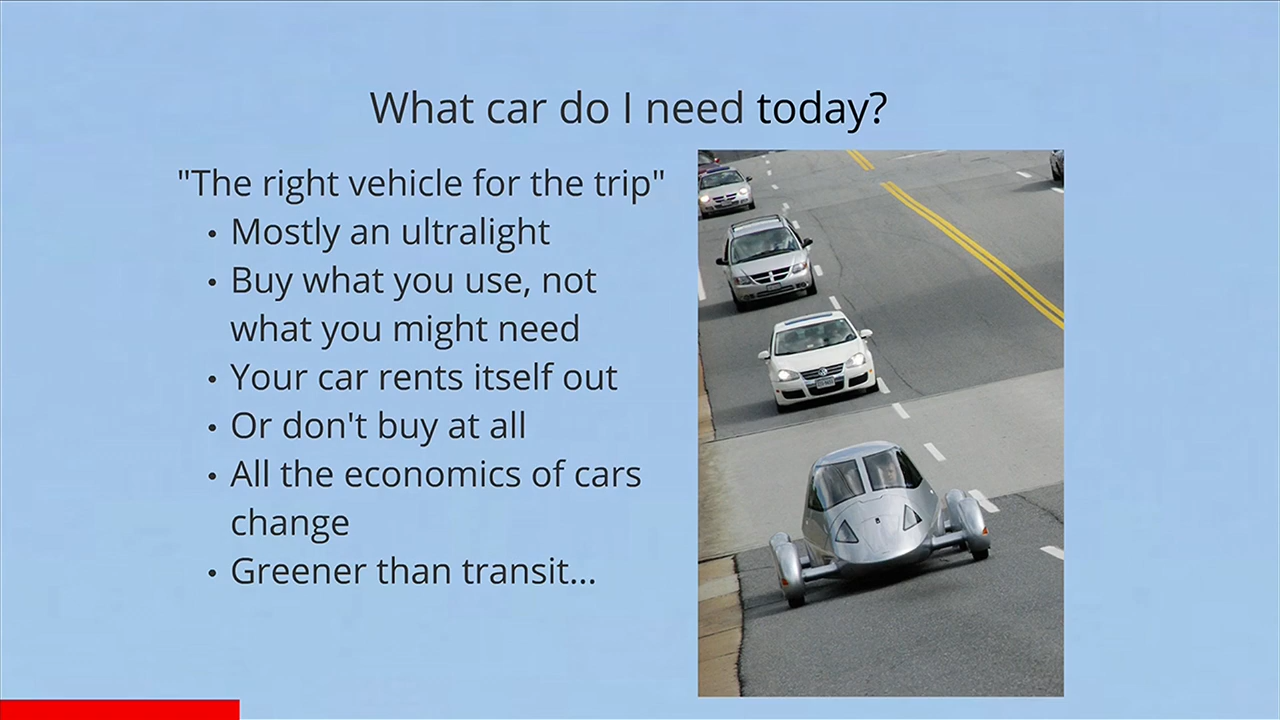 What car do I need today?
"The right vehicle for the trip"
• Mostly an ultralight
• Buy what you use, not
what you might need
• Your car rents itself out
• Or don't buy at all
• All the economics of cars
change
• Greener than transit...